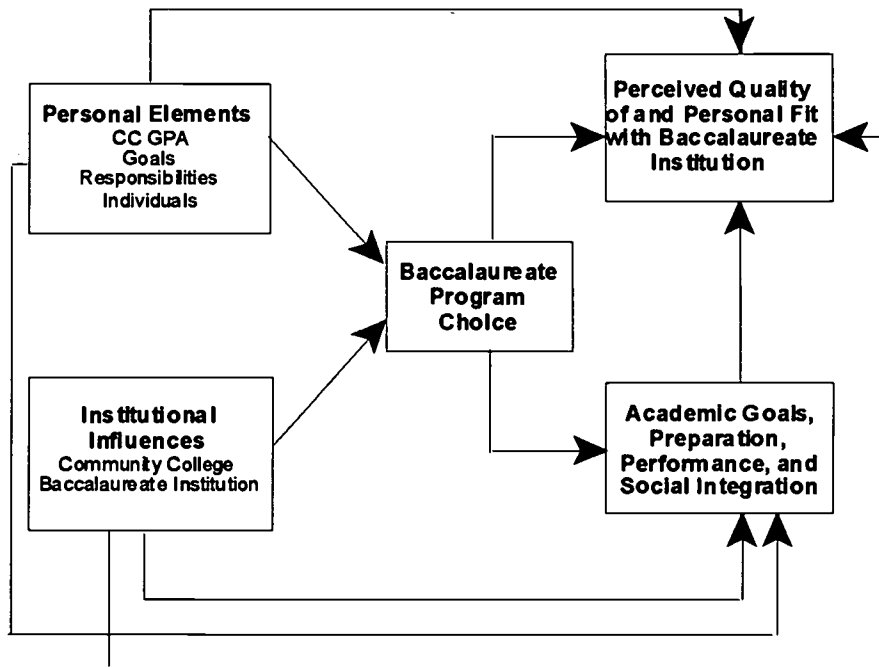 Personal Elements
CC GPA
Goals
Responsibilities
Individuals
Perceived Quality
of and Personal Fit
with Baccalaureate
Institution
Baccalaureate
Program
Choice
Institutional
Influences
Community College
Baccalaureate Institution
Academic Goals,
Preparation,
Performance, and
Social Integration